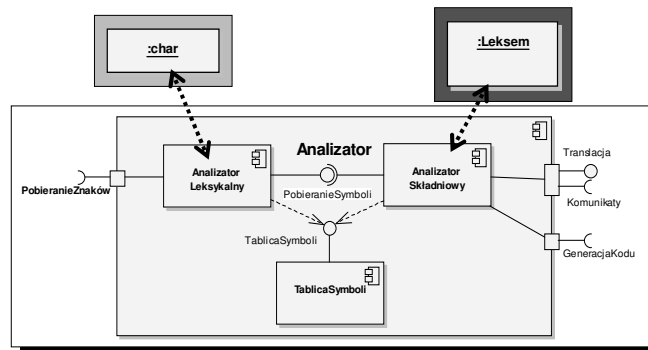 :char
:Leksem
Analizator
Analizator
Leksykalny
Analizator
Składniowy
Translacja
PobieranieZnaków
PobieranieSymboli
Komunikaty
TablicaSymboli
GeneracjaKodu
TablicaSymboli